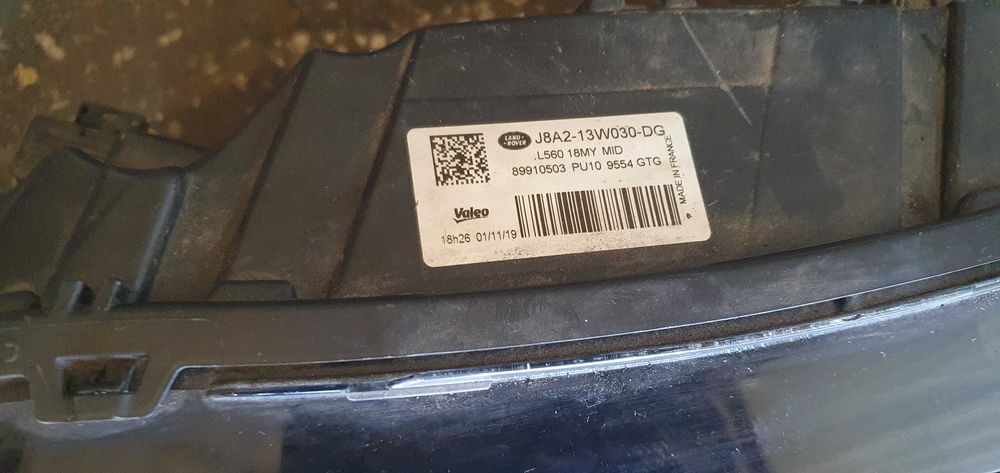 LAND-
ROVER
J8A2-13W030-DG
L560 18MY MID
89910503 PU10 9554 GTG
MADE IN FRANCE
Valeo
18h26 01/11/19